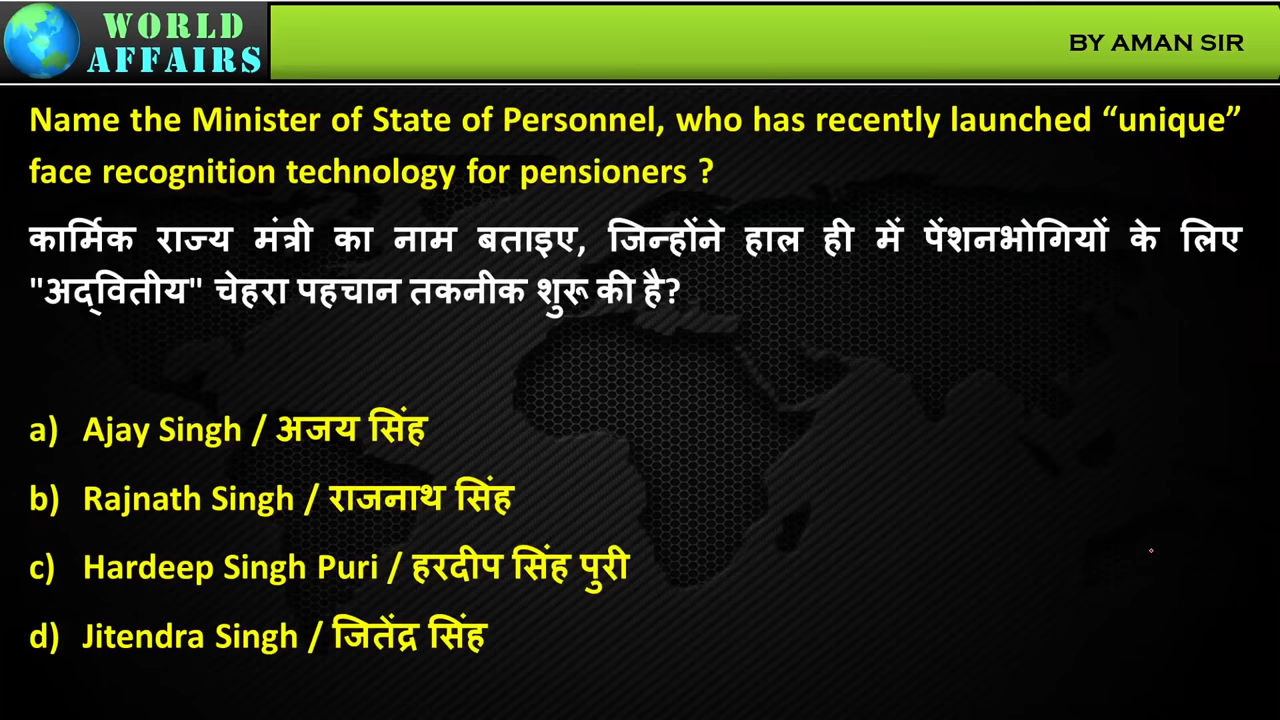 WORLD
AFFAIRS
BY AMAN SIR
Name the Minister of State of Personnel, who has recently launched “unique”
face recognition technology for pensioners ?
कार्मिक राज्य मंत्री का नाम बताइए, जिन्होंने हाल ही में पेंशनभोगियों के लिए
"अद्वितीय" चेहरा पहचान तकनीक शुरू की है?
a) Ajay Singh / अजय सिंह
b) Rajnath Singh / राजनाथ सिंह
c) Hardeep Singh Puri / हरदीप सिंह पुरी
d) Jitendra Singh / जितेंद्र सिंह